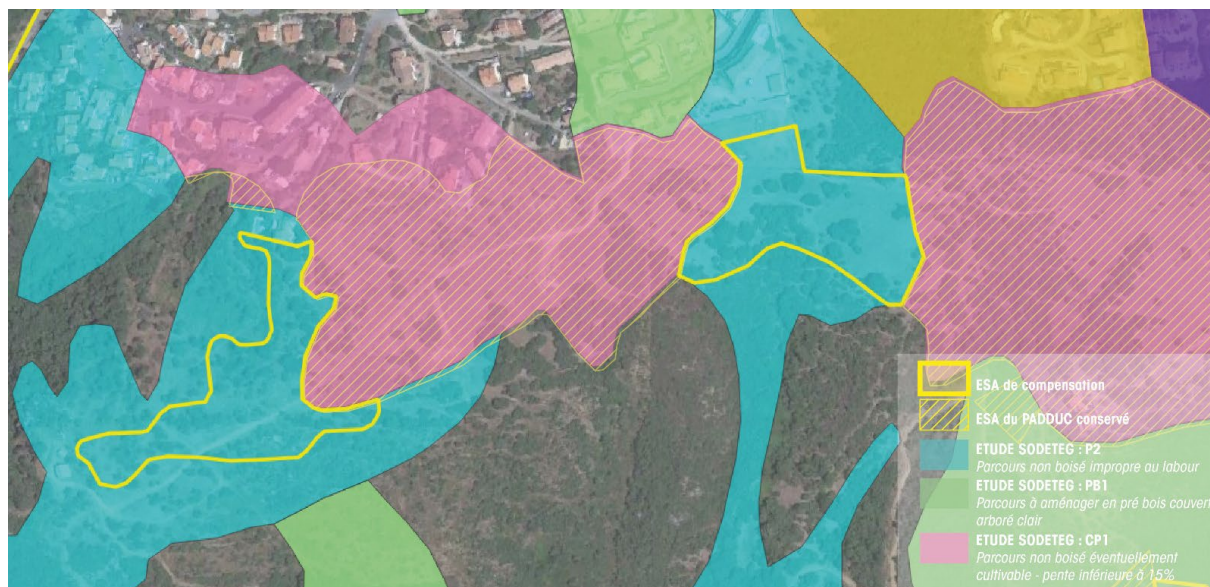 ESA de compensation
ESA du PADDUC conservé
ETUDE SODETEG : P2
Parcours non boisé impropre au labour
ETUDE SODETEG : PB1
Parcours à aménager en pré bois couvert
arboré clair
ETUDE SODETEG : CP1
Parcours non boisé éventuellement
cultivable - pente inférieure à 15%